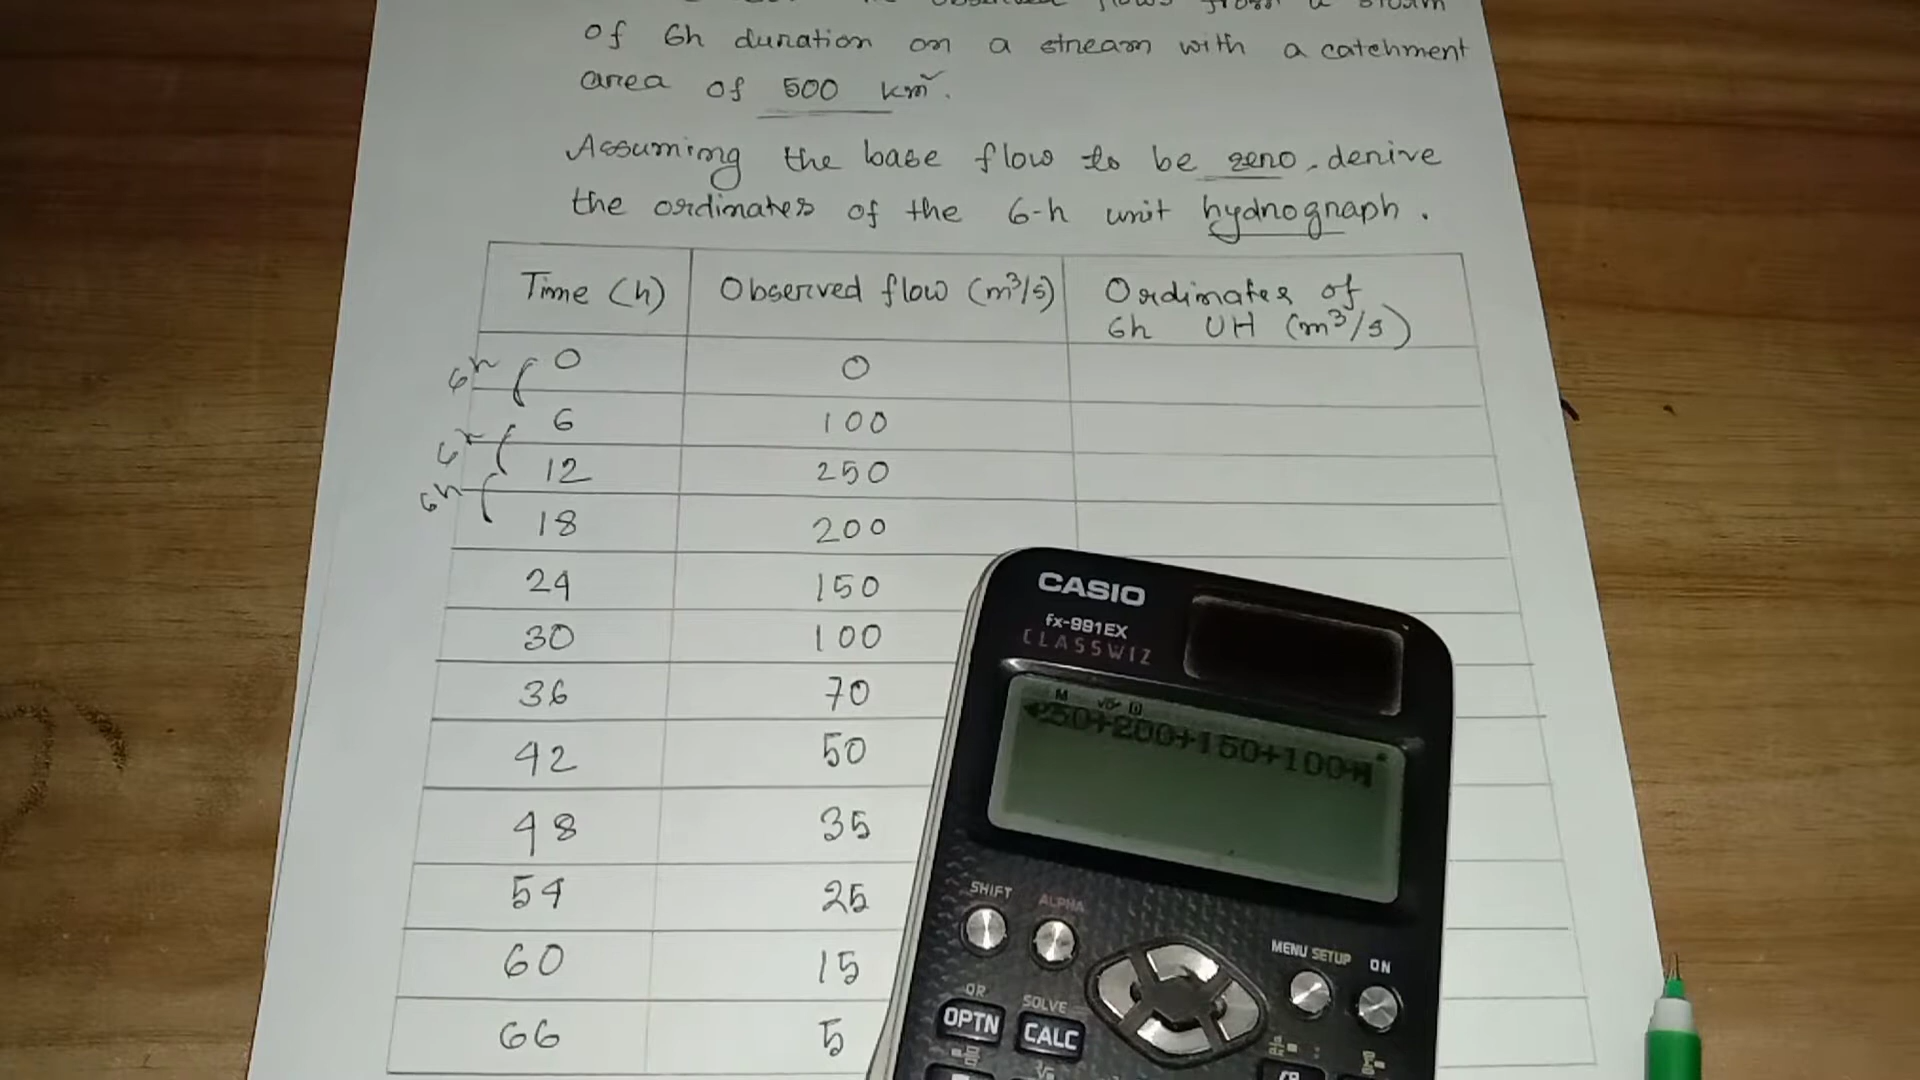 of 6h duration on a stream with a catchment
area of 500 km².
Assuming the base flow to be zero, derive
the ordinates of the 6-h unit hydrograph.
Time (h) Observed flow (m³/s) Ordinates of
6h UH (m³/s)
0 0
6h
6 100
6h
12 250
6h
18 200
24 150
30 100
36 70
42 50
48 35
54 25
60 15
66 5
CASIO
fx-991EX
CLASSWIZ
250+200+150+100+
SHIFT ALPHA MENU SETUP ON
QR SOLVE
OPTN CALC